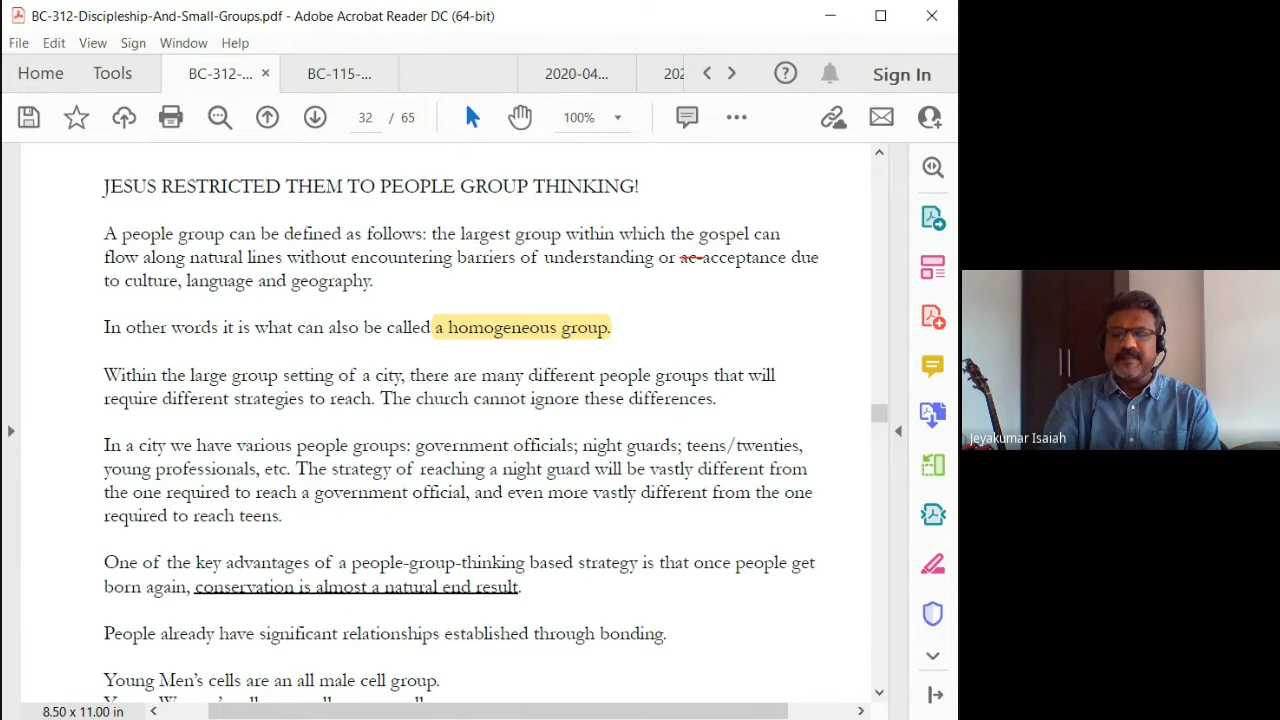 BC-312-Discipleship-And-Small-Groups.pdf - Adobe Acrobat Reader DC (64-bit)
File Edit View Sign Window Help
Home Tools BC-312-... BC-115-... 2020-04... 202 Sign In
32 / 65 100%
JESUS RESTRICTED THEM TO PEOPLE GROUP THINKING!
A people group can be defined as follows: the largest group within which the gospel can
flow along natural lines without encountering barriers of understanding or ac-acceptance due
to culture, language and geography.
In other words it is what can also be called a homogeneous group.
Within the large group setting of a city, there are many different people groups that will
require different strategies to reach. The church cannot ignore these differences.
In a city we have various people groups: government officials; night guards; teens/twenties,
young professionals, etc. The strategy of reaching a night guard will be vastly different from
the one required to reach a government official, and even more vastly different from the one
required to reach teens.
One of the key advantages of a people-group-thinking based strategy is that once people get
born again, conservation is almost a natural end result.
People already have significant relationships established through bonding.
Young Men's cells are an all male cell group.
8.50 x 11.00 in
Jeyakumar Isaiah